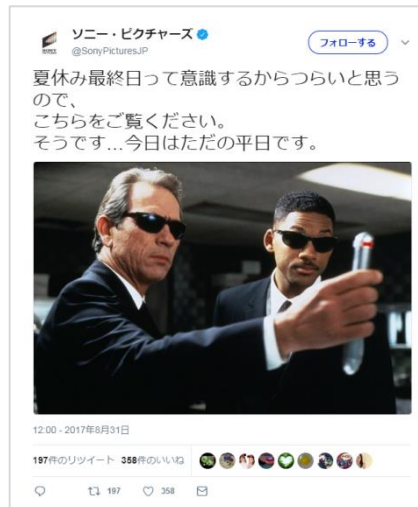 ソニー・ピクチャーズ
@SonyPicturesJP
フォローする
夏休み最終日って意識するからつらいと思う
ので、
こちらをご覧ください。
そうです...今日はただの平日です。
12:00 - 2017年8月31日
197件のリツイート 358件のいいね
197 358